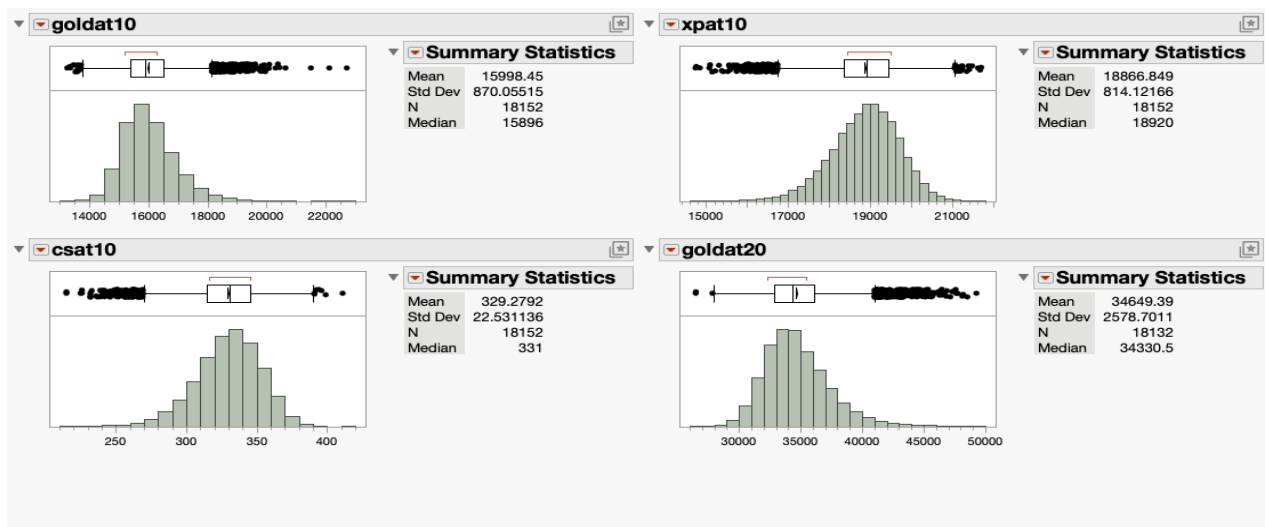 goldat10
Summary Statistics
Mean 15998.45
Std Dev 870.05515
N 18152
Median 15896
14000 16000 18000 20000 22000
xpat10
Summary Statistics
Mean 18866.849
Std Dev 814.12166
N 18152
Median 18920
15000 17000 19000 21000
csat10
Summary Statistics
Mean 329.2792
Std Dev 22.531136
N 18152
Median 331
250 300 350 400
goldat20
Summary Statistics
Mean 34649.39
Std Dev 2578.7011
N 18132
Median 34330.5
30000 35000 40000 45000 50000